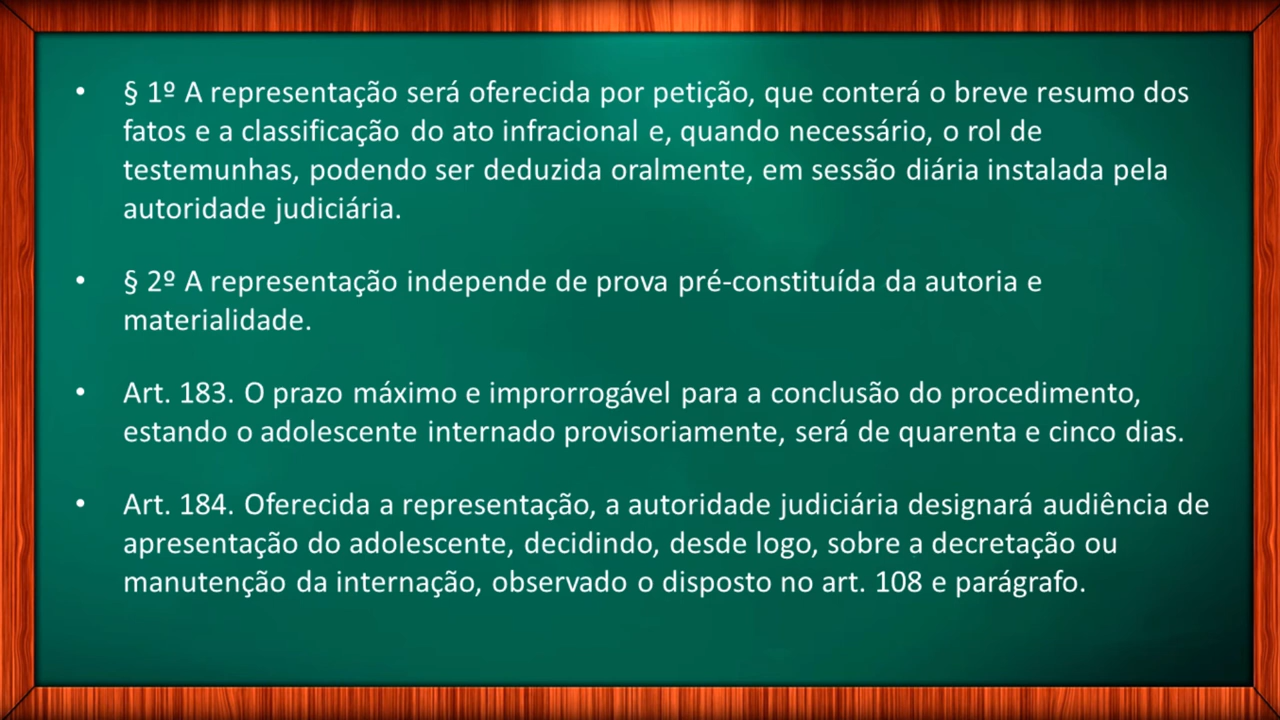 • § 1º A representação será oferecida por petição, que conterá o breve resumo dos
fatos e a classificação do ato infracional e, quando necessário, o rol de
testemunhas, podendo ser deduzida oralmente, em sessão diária instalada pela
autoridade judiciária.
• § 2º A representação independe de prova pré-constituída da autoria e
materialidade.
• Art. 183. O prazo máximo e improrrogável para a conclusão do procedimento,
estando o adolescente internado provisoriamente, será de quarenta e cinco dias.
• Art. 184. Oferecida a representação, a autoridade judiciária designará audiência de
apresentação do adolescente, decidindo, desde logo, sobre a decretação ou
manutenção da internação, observado o disposto no art. 108 e parágrafo.